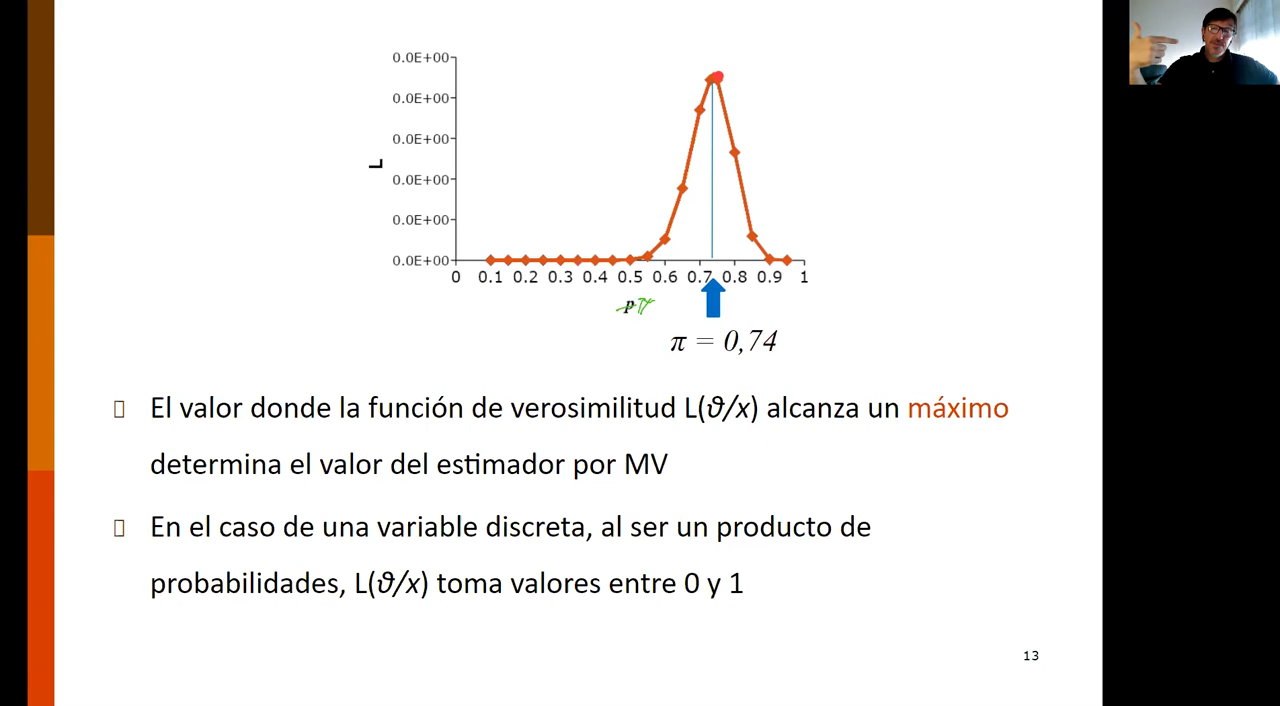 0.0E+00
0.0E+00
0.0E+00
0.0E+00
0.0E+00
0.0E+00
L
0 0.1 0.2 0.3 0.4 0.5 0.6 0.7 0.8 0.9 1
p π
π = 0,74
El valor donde la función de verosimilitud L(ϑ/x) alcanza un máximo
determina el valor del estimador por MV
En el caso de una variable discreta, al ser un producto de
probabilidades, L(ϑ/x) toma valores entre 0 y 1
13